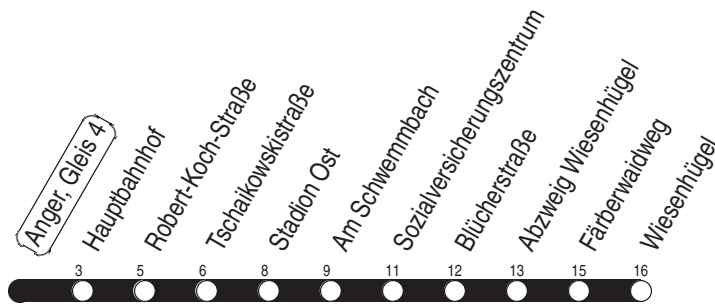 Anger, Gleis 4
Hauptbahnhof
Robert-Koch-Straße
Tschaikowskistraße
Stadion Ost
Am Schwemmbach
Sozialversicherungszentrum
Blücherstraße
Abzweig Wiesenhügel
Färberwaidweg
Wiesenhügel
3 5 6 8 9 11 12 13 15 16